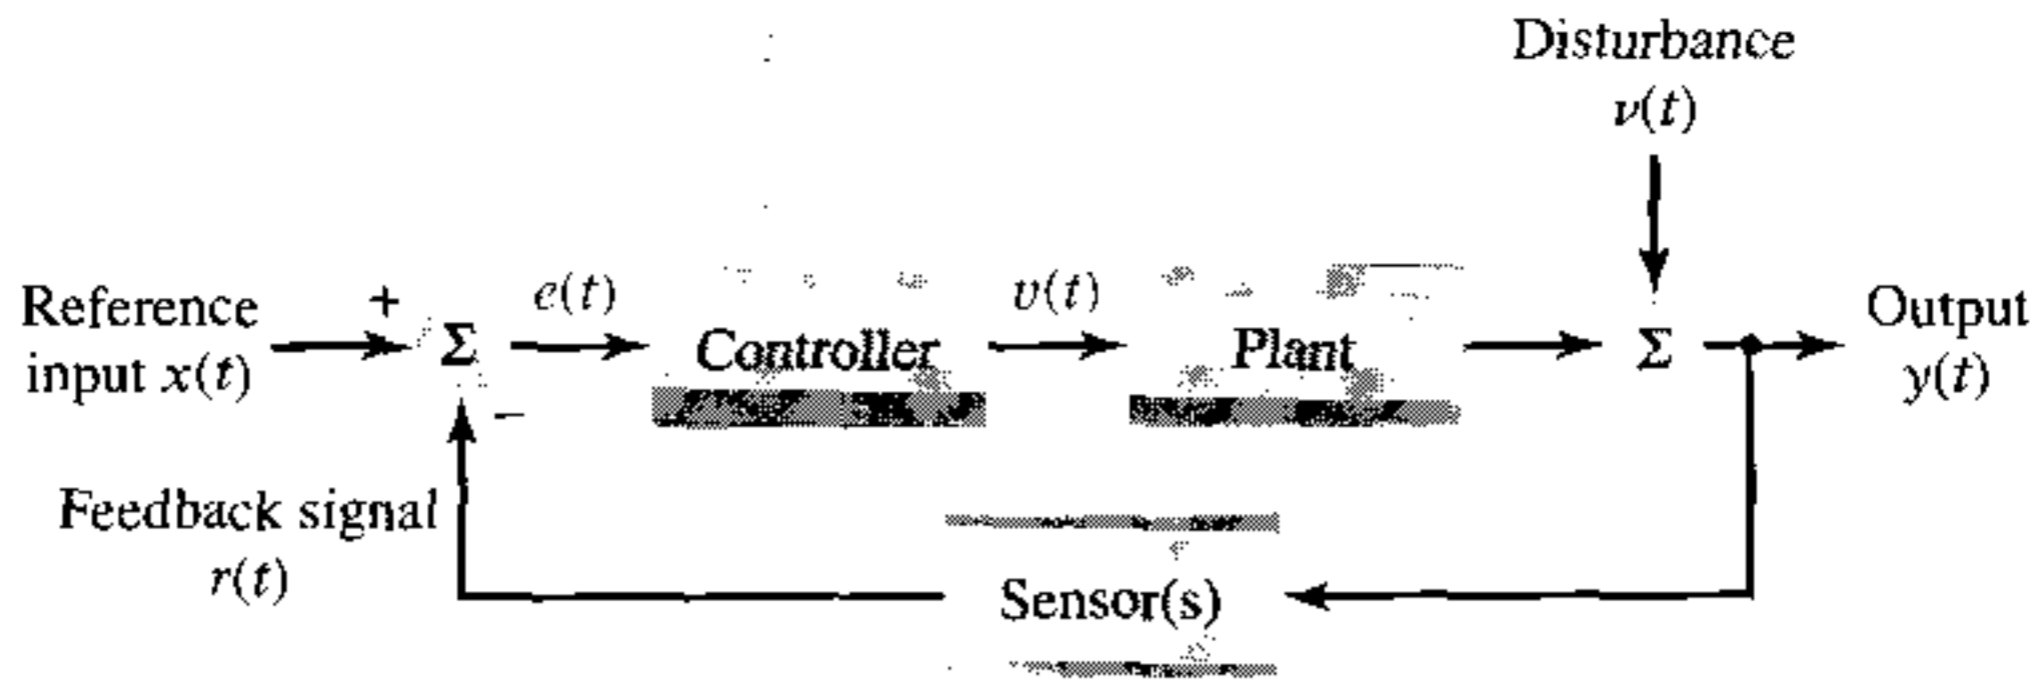 Disturbance
ν(t)
Reference
input x(t)
+
Σ
e(t)
Controller
v(t)
Plant
Σ
Output
y(t)
−
Feedback signal
r(t)
Sensor(s)